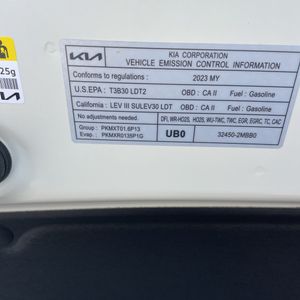 KIA CORPORATION
VEHICLE EMISSION CONTROL INFORMATION
Conforms to regulations : 2023 MY
U.S.EPA : T3B30 LDT2 OBD : CA II Fuel : Gasoline
California : LEV III SULEV30 LDT OBD : CA II Fuel : Gasoline
No adjustments needed. DFI, WR-HO2S, HO2S, WU-TWC, TWC, EGR, EGRC, TC, CAC
Group : PKMXT01.6P13
Evap. : PKMXR0135P1G UB0 32450-2MBB0
25g